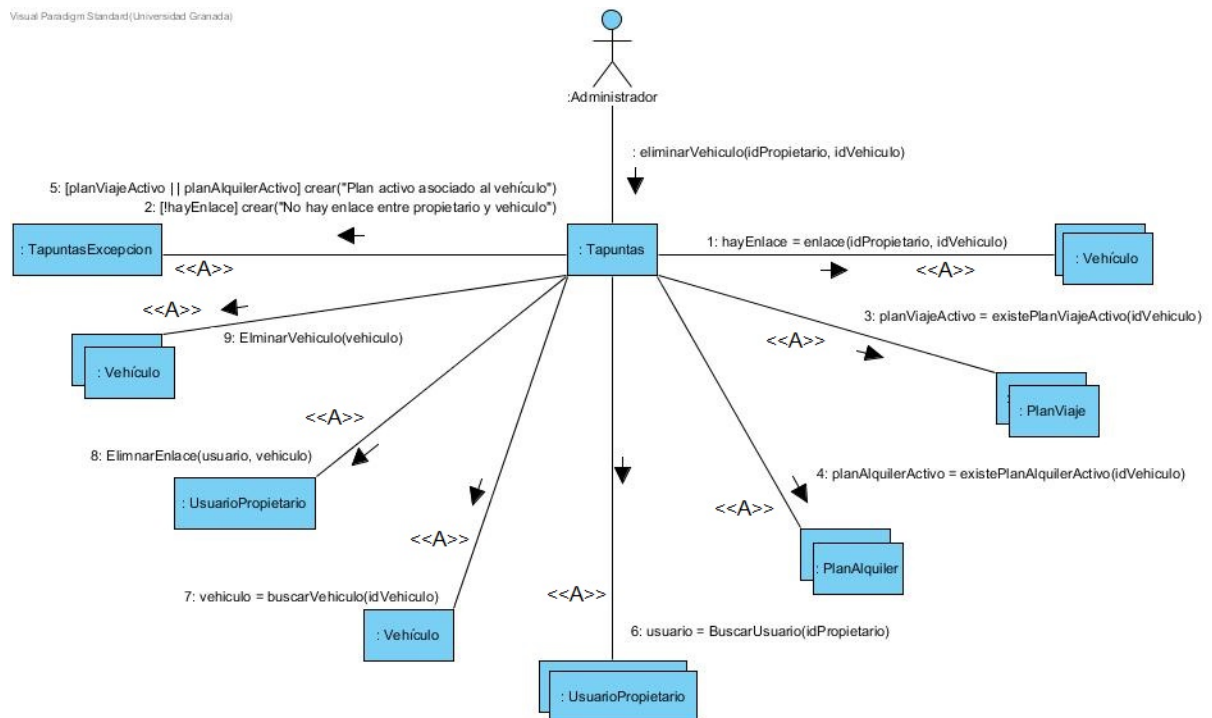 Visual Paradigm Standard(Universidad Granada)
:Administrador
: eliminarVehiculo(idPropietario, idVehiculo)
5: [planViajeActivo || planAlquilerActivo] crear("Plan activo asociado al vehículo")
2: [!hayEnlace] crear("No hay enlace entre propietario y vehiculo")
: TapuntasExcepcion
<<A>>
: Tapuntas
1: hayEnlace = enlace(idPropietario, idVehiculo)
<<A>>
: Vehículo
<<A>>
9: ElminarVehiculo(vehiculo)
: Vehículo
3: planViajeActivo = existePlanViajeActivo(idVehiculo)
<<A>>
: PlanViaje
<<A>>
8: ElimnarEnlace(usuario, vehiculo)
: UsuarioPropietario
4: planAlquilerActivo = existePlanAlquilerActivo(idVehiculo)
<<A>>
: PlanAlquiler
<<A>>
7: vehiculo = buscarVehiculo(idVehiculo)
: Vehículo
<<A>>
6: usuario = BuscarUsuario(idPropietario)
: UsuarioPropietario